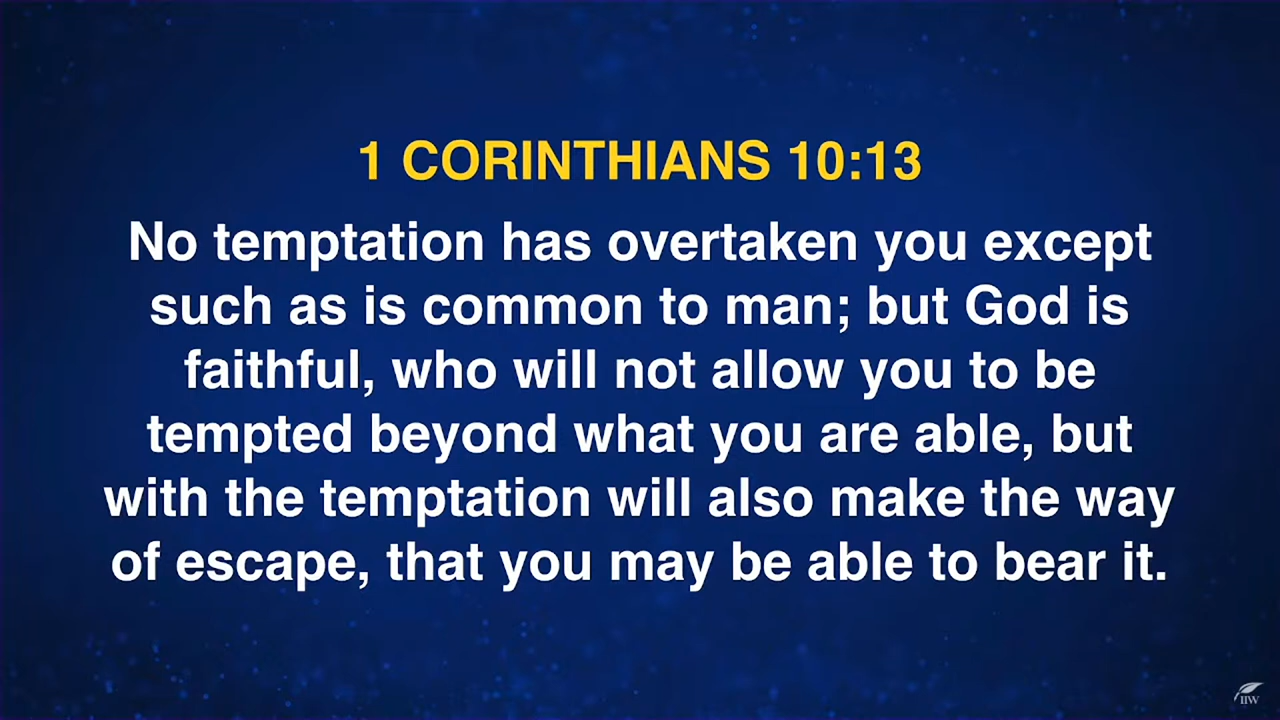 1 CORINTHIANS 10:13
No temptation has overtaken you except
such as is common to man; but God is
faithful, who will not allow you to be
tempted beyond what you are able, but
with the temptation will also make the way
of escape, that you may be able to bear it.
IIW